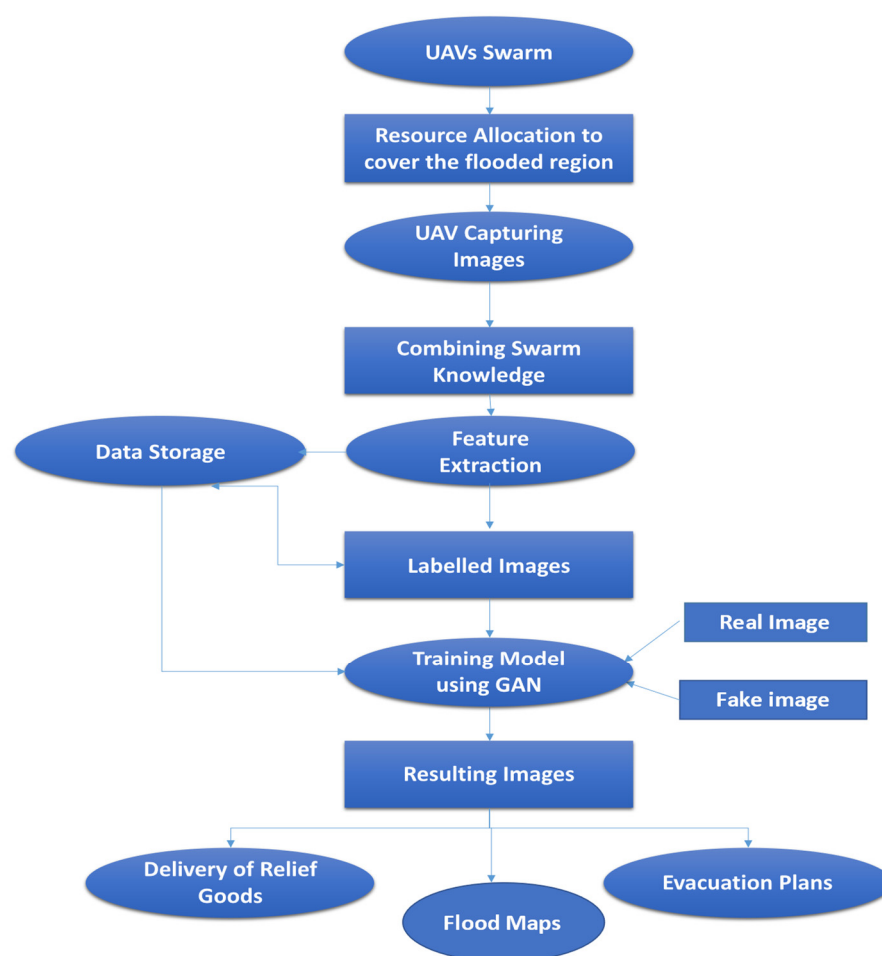 UAVs Swarm
Resource Allocation to
cover the flooded region
UAV Capturing
Images
Combining Swarm
Knowledge
Data Storage
Feature
Extraction
Labelled Images
Real Image
Training Model
using GAN
Fake image
Resulting Images
Delivery of Relief
Goods
Flood Maps
Evacuation Plans